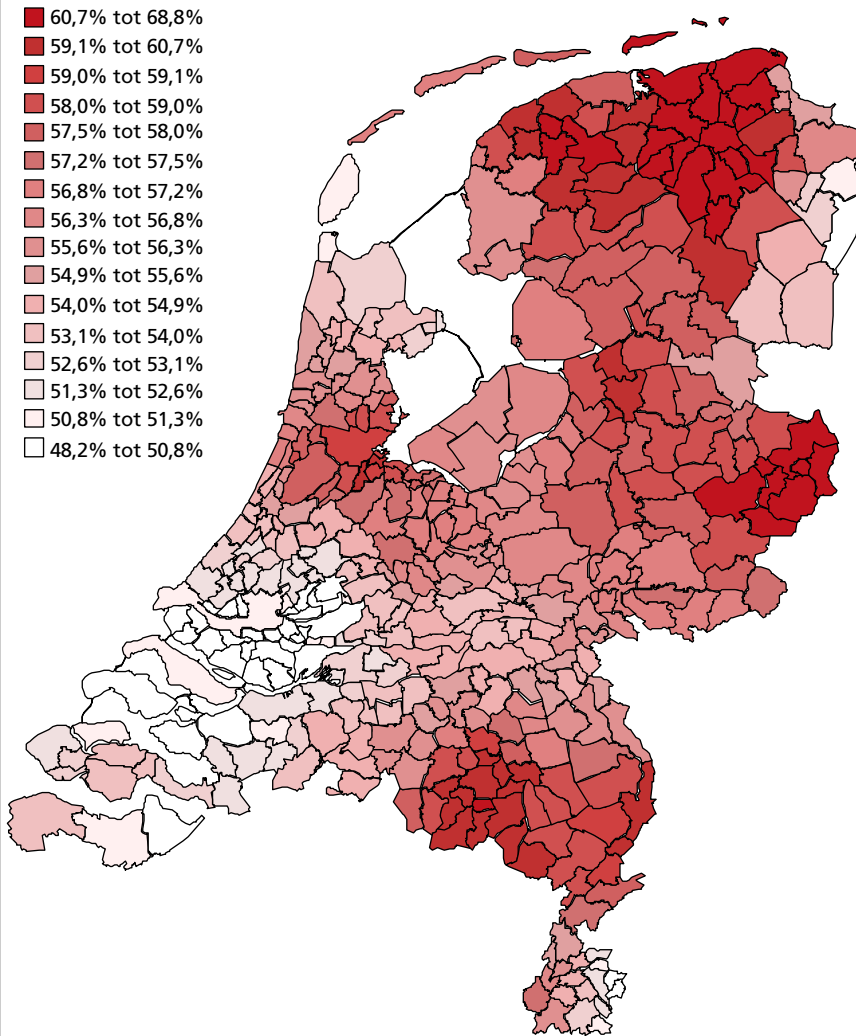 60,7% tot 68,8%
59,1% tot 60,7%
59,0% tot 59,1%
58,0% tot 59,0%
57,5% tot 58,0%
57,2% tot 57,5%
56,8% tot 57,2%
56,3% tot 56,8%
55,6% tot 56,3%
54,9% tot 55,6%
54,0% tot 54,9%
53,1% tot 54,0%
52,6% tot 53,1%
51,3% tot 52,6%
50,8% tot 51,3%
48,2% tot 50,8%